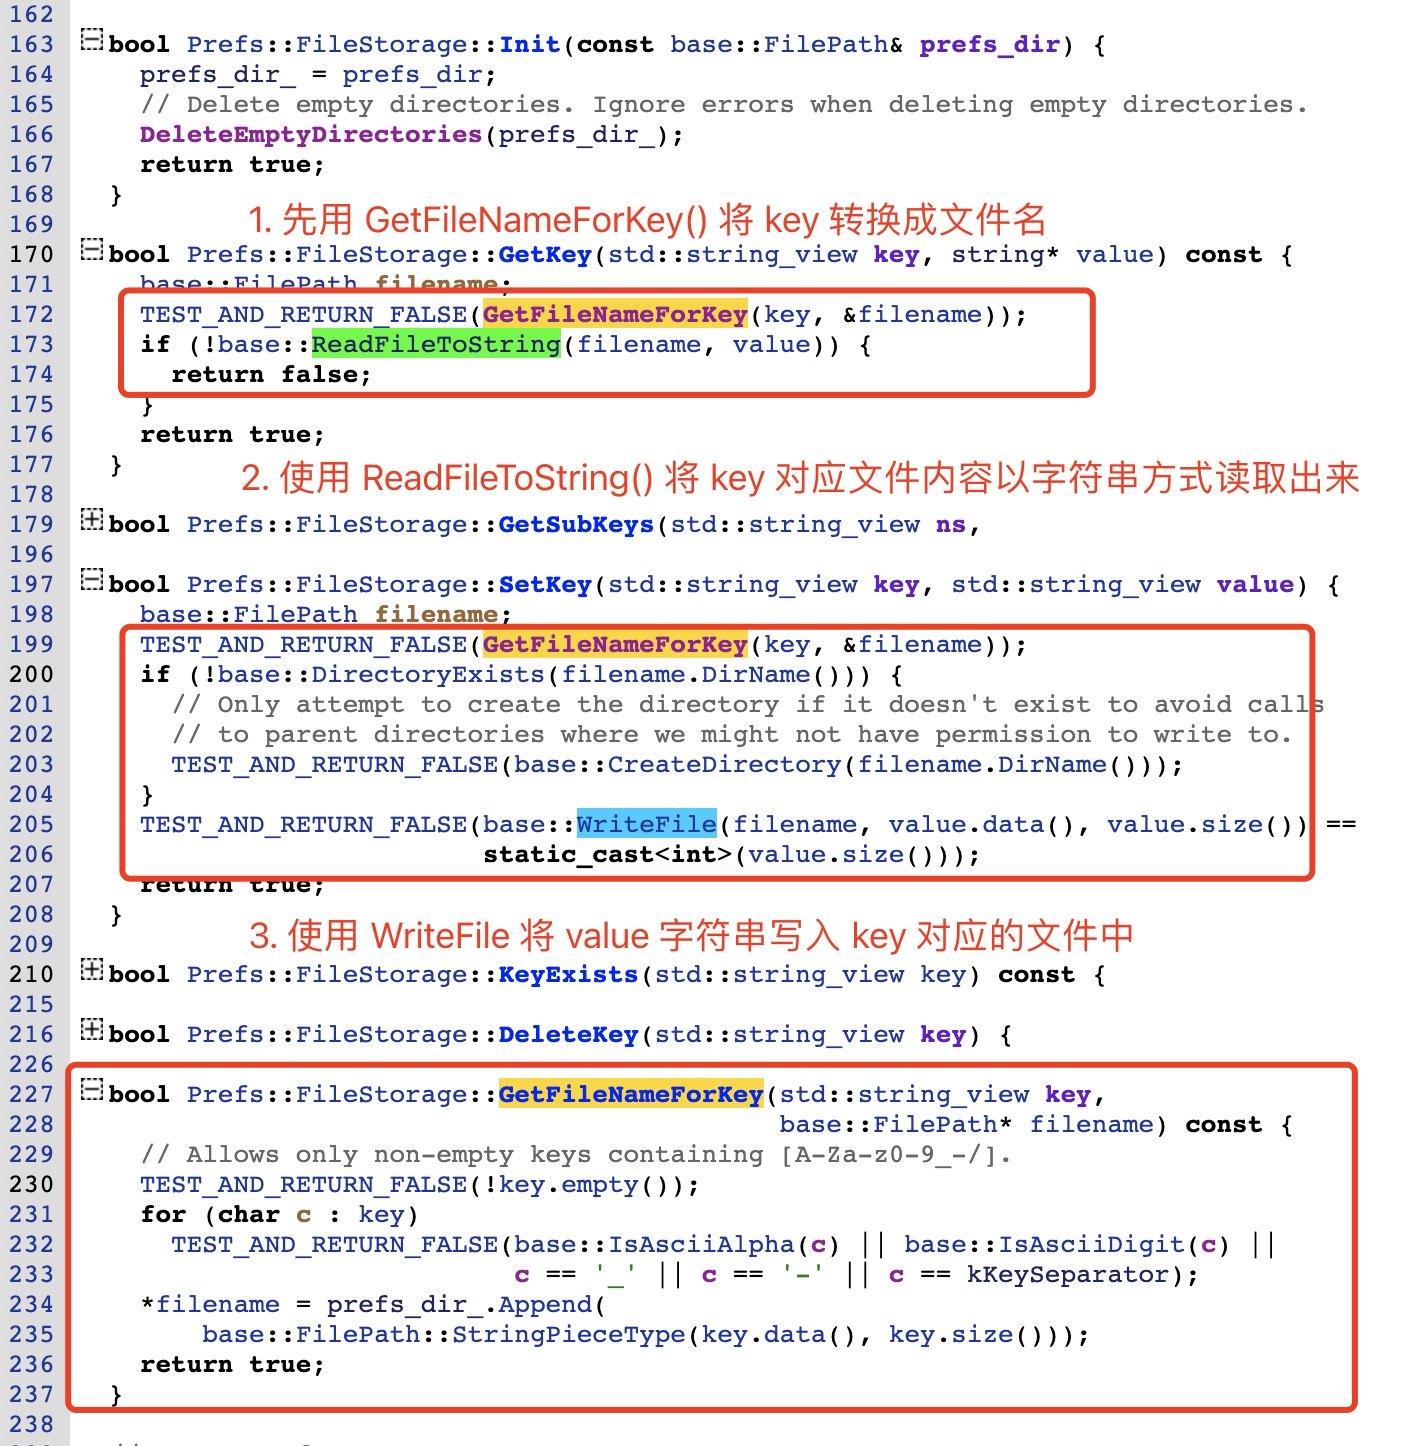 162
163 bool Prefs::FileStorage::Init(const base::FilePath& prefs_dir) {
164 prefs_dir_ = prefs_dir;
165 // Delete empty directories. Ignore errors when deleting empty directories.
166 DeleteEmptyDirectories(prefs_dir_);
167 return true;
168 }
169 1. 先用 GetFileNameForKey() 将 key 转换成文件名
170 bool Prefs::FileStorage::GetKey(std::string_view key, string* value) const {
171 base::FilePath filename;
172 TEST_AND_RETURN_FALSE(GetFileNameForKey(key, &filename));
173 if (!base::ReadFileToString(filename, value)) {
174 return false;
175 }
176 return true;
177 }
178 2. 使用 ReadFileToString() 将 key 对应文件内容以字符串方式读取出来
179 bool Prefs::FileStorage::GetSubKeys(std::string_view ns,
196
197 bool Prefs::FileStorage::SetKey(std::string_view key, std::string_view value) {
198 base::FilePath filename;
199 TEST_AND_RETURN_FALSE(GetFileNameForKey(key, &filename));
200 if (!base::DirectoryExists(filename.DirName())) {
201 // Only attempt to create the directory if it doesn't exist to avoid calls
202 // to parent directories where we might not have permission to write to.
203 TEST_AND_RETURN_FALSE(base::CreateDirectory(filename.DirName()));
204 }
205 TEST_AND_RETURN_FALSE(base::WriteFile(filename, value.data(), value.size()) ==
206 static_cast<int>(value.size()));
207 return true;
208 }
209 3. 使用 WriteFile 将 value 字符串写入 key 对应的文件中
210 bool Prefs::FileStorage::KeyExists(std::string_view key) const {
215
216 bool Prefs::FileStorage::DeleteKey(std::string_view key) {
226
227 bool Prefs::FileStorage::GetFileNameForKey(std::string_view key,
228 base::FilePath* filename) const {
229 // Allows only non-empty keys containing [A-Za-z0-9_-/].
230 TEST_AND_RETURN_FALSE(!key.empty());
231 for (char c : key)
232 TEST_AND_RETURN_FALSE(base::IsAsciiAlpha(c) || base::IsAsciiDigit(c) ||
233 c == '_' || c == '-' || c == kKeySeparator);
234 *filename = prefs_dir_.Append(
235 base::FilePath::StringPieceType(key.data(), key.size()));
236 return true;
237 }
238